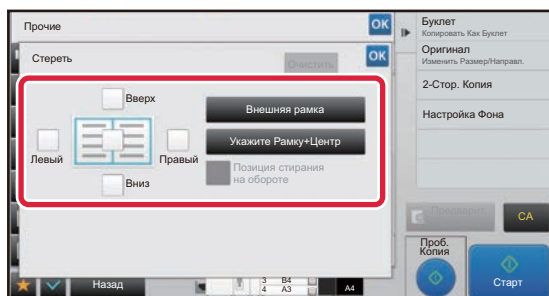 Прочие
OK
Стереть
Очистить
OK
Вверх
Левый
Правый
Вниз
Внешняя рамка
Укажите Рамку+Центр
Позиция стирания
на обороте
Назад
3 B4
4 A3
A4
Буклет
Копировать Как Буклет
Оригинал
Изменить Размер/Направл.
2-Стор. Копия
Настройка Фона
CA
Проб.
Копия
Старт